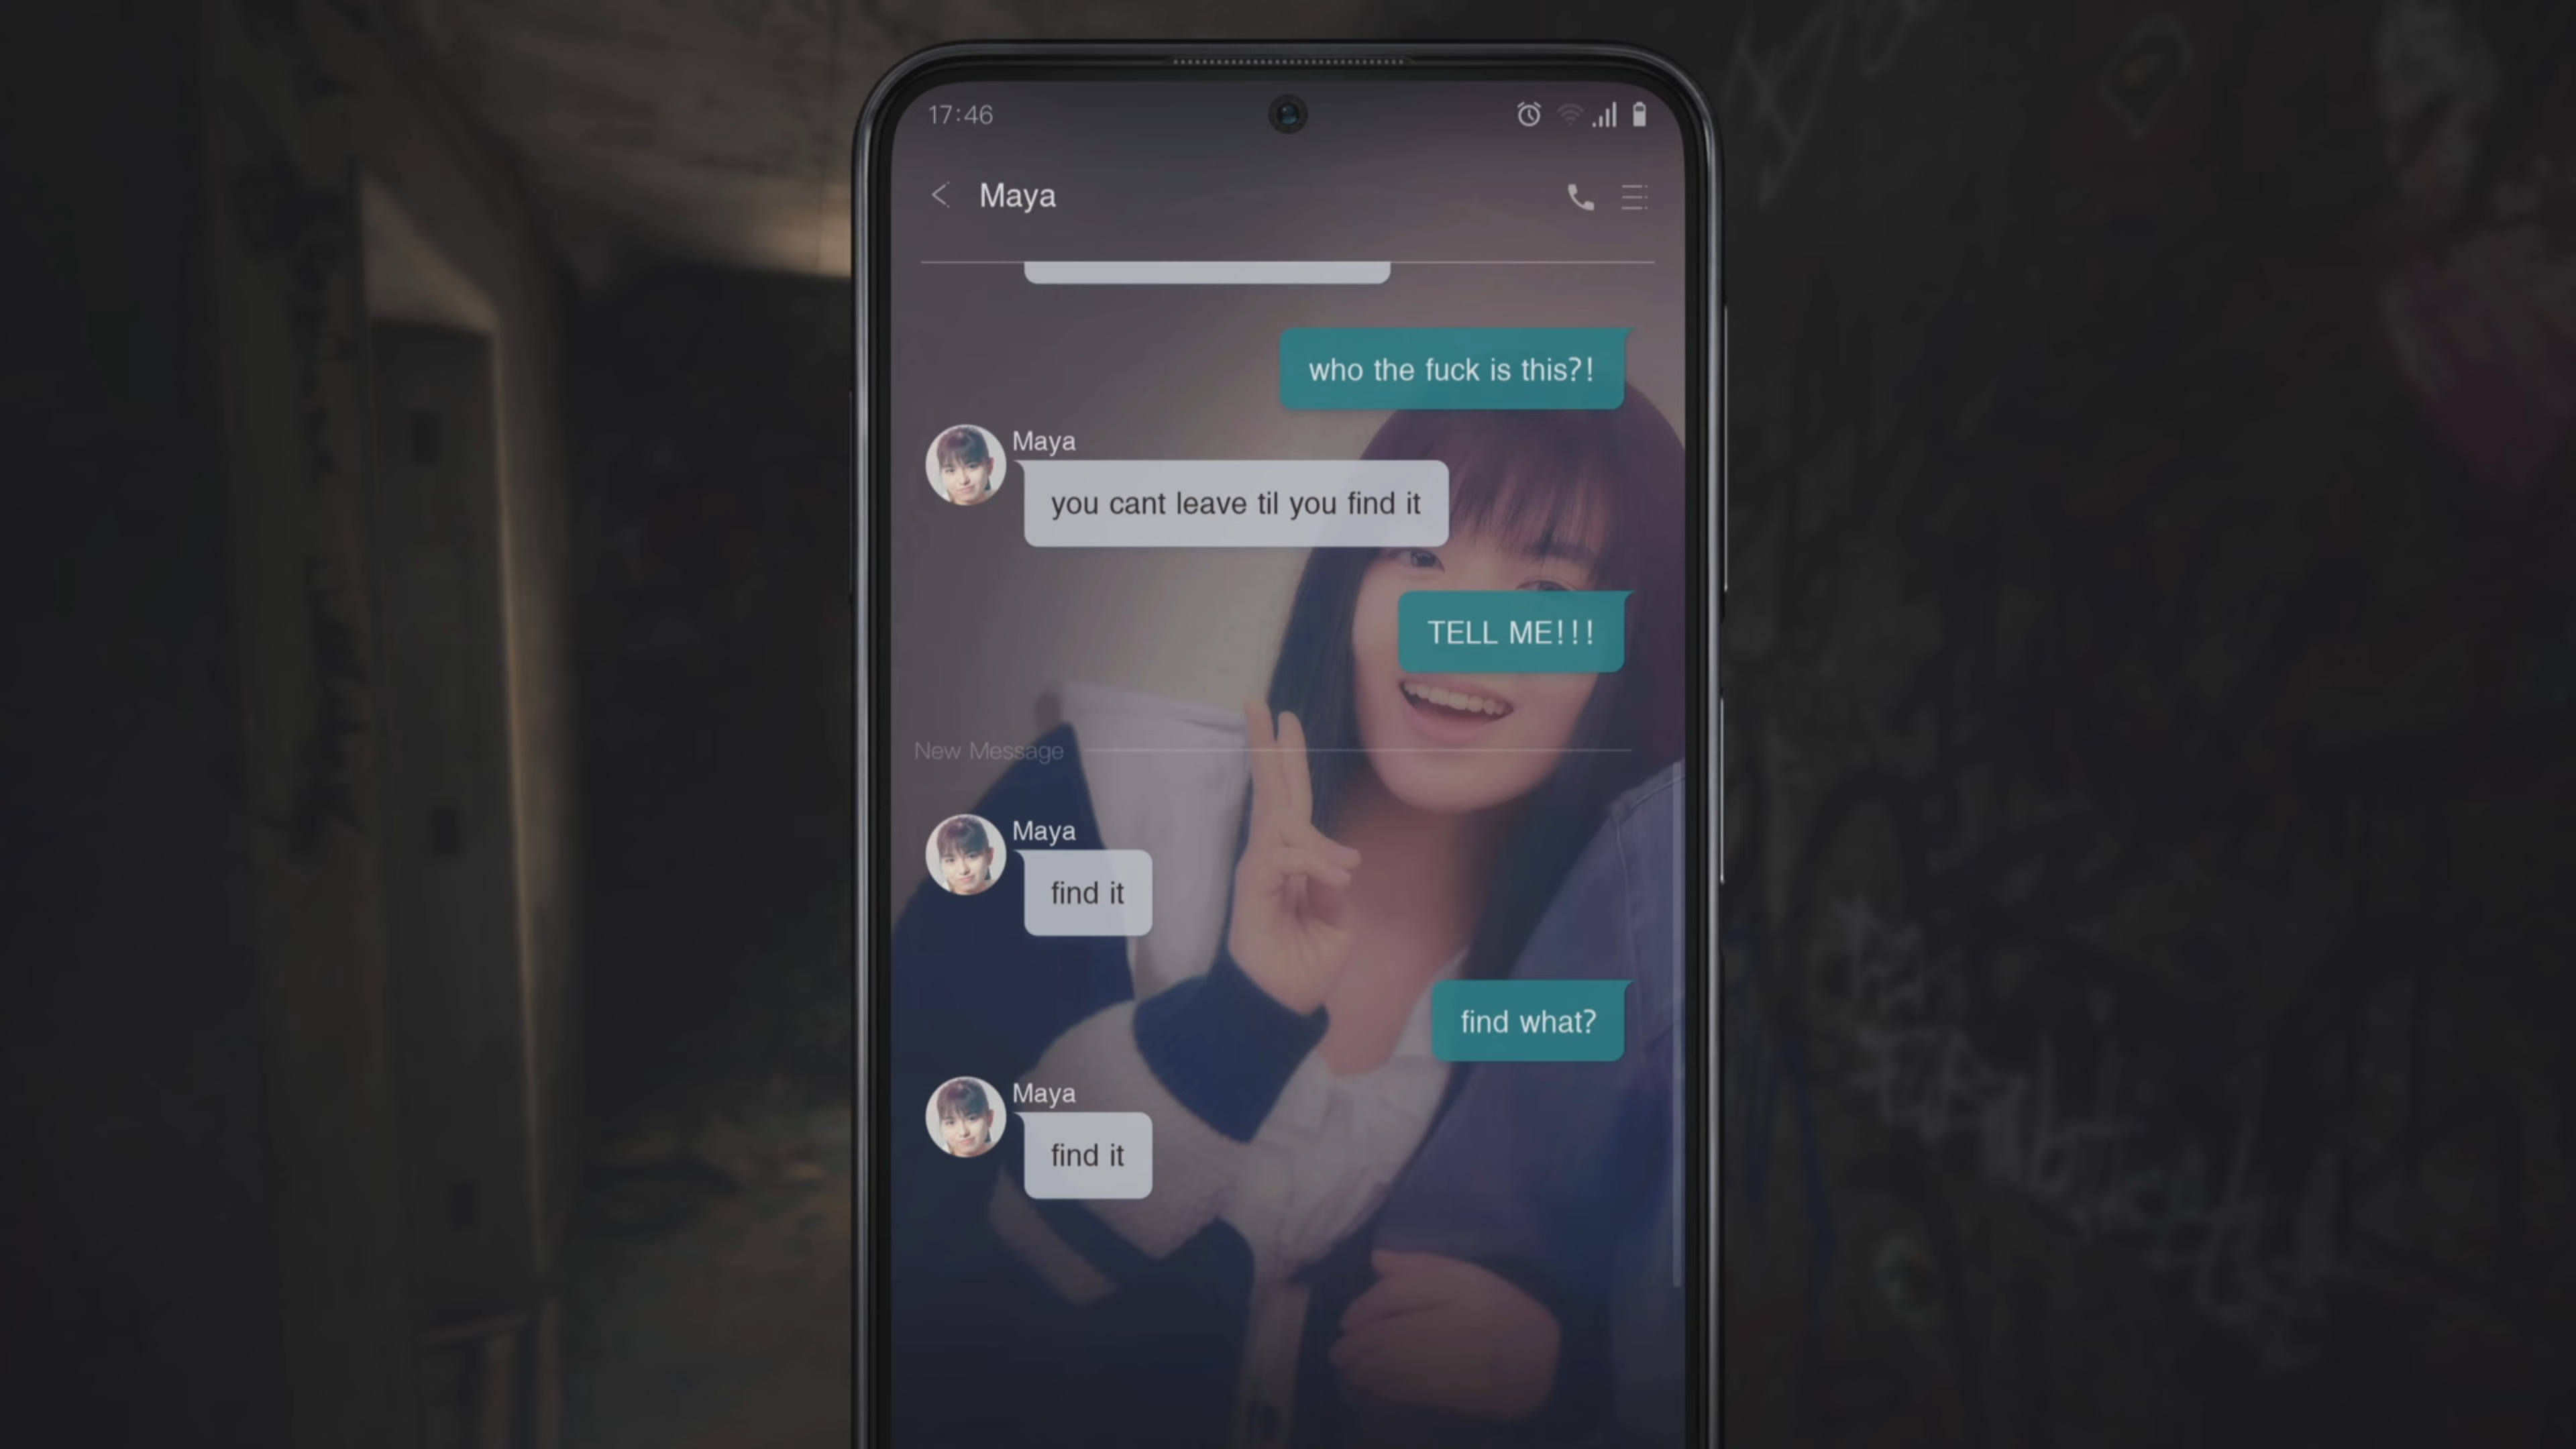 17:46
Maya
who the fuck is this?!
Maya
you cant leave til you find it
TELL ME!!!
New Message
Maya
find it
find what?
Maya
find it